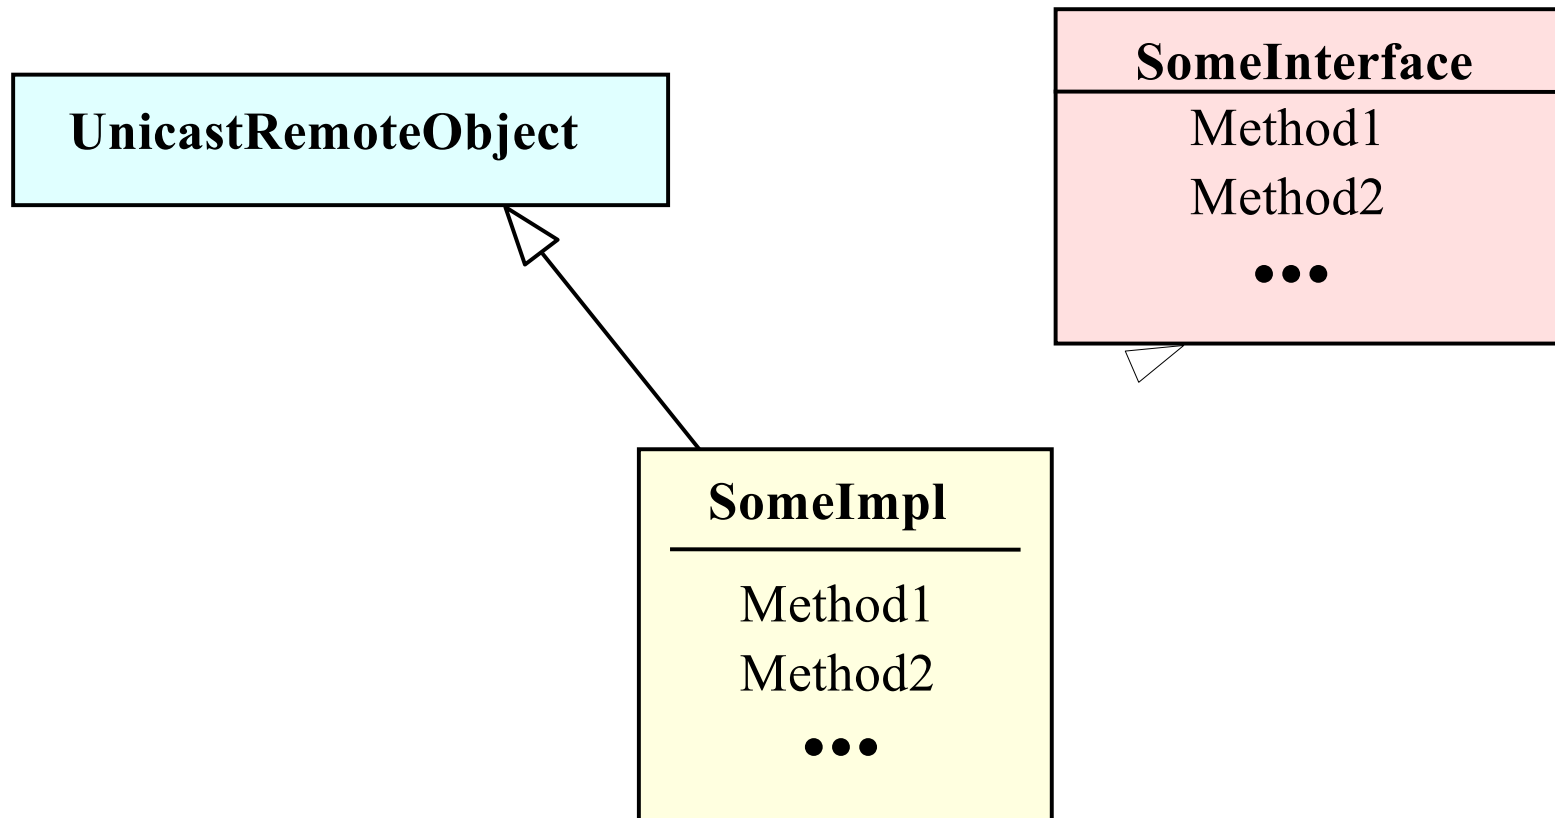 UnicastRemoteObject
SomeInterface
Method1
Method2
•••
SomeImpl
Method1
Method2
•••